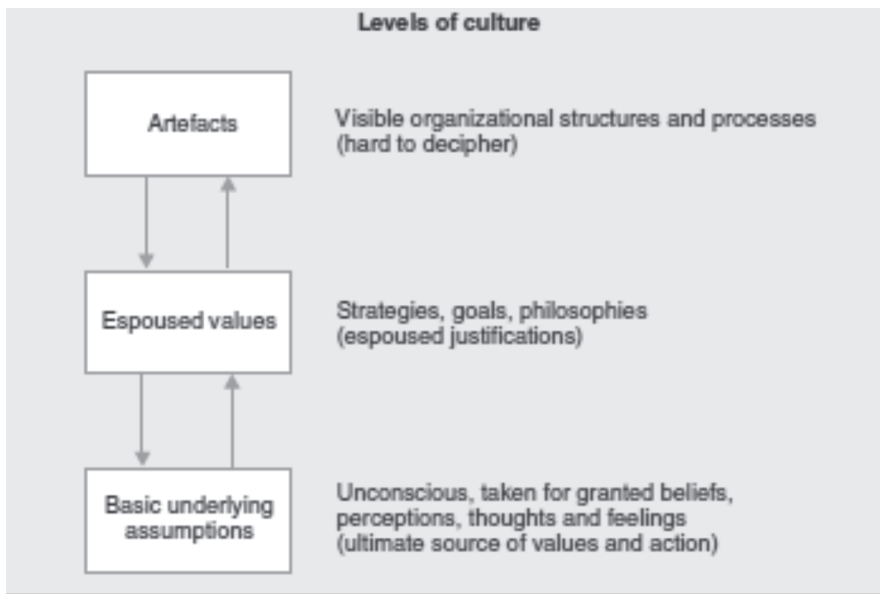 Levels of culture
Artefacts
Visible organizational structures and processes
(hard to decipher)
Espoused values
Strategies, goals, philosophies
(espoused justifications)
Basic underlying
assumptions
Unconscious, taken for granted beliefs,
perceptions, thoughts and feelings
(ultimate source of values and action)